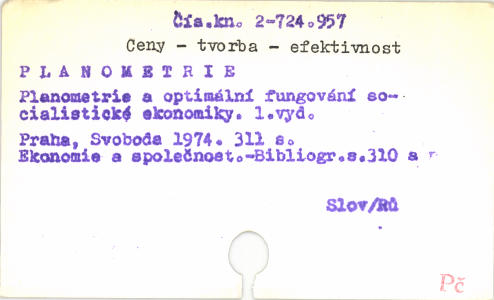 Čís.kn. 2-724.957
Ceny - tvorba - efektivnost
P L A N O M E T R I E
Planometrie a optimální fungování so-
cialistické ekonomiky. 1.vyd.
Praha, Svoboda 1974. 311 s.
Ekonomie a společnost.-Bibliogr.s.310 a
Slov/Rů
Pč